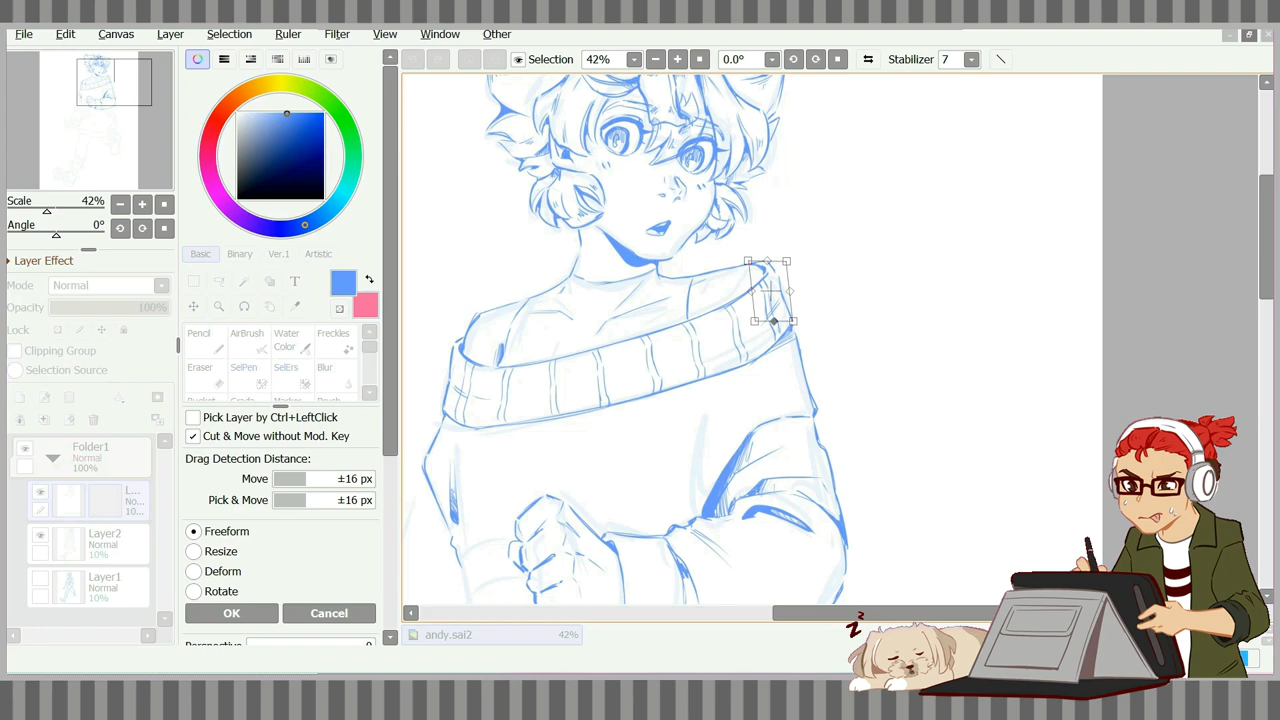 File Edit Canvas Layer Selection Ruler Filter View Window Other
Selection 42% 0.0° Stabilizer 7
Scale 42%
Angle 0°
Layer Effect
Mode Normal
Opacity 100%
Lock
Clipping Group
Selection Source
Folder1
Normal
100%
L...
No...
10...
Layer2
Normal
10%
Layer1
Normal
10%
Basic Binary Ver.1 Artistic
T
Pencil AirBrush Water Color Freckles
Eraser SelPen SelErs Blur
Pick Layer by Ctrl+LeftClick
Cut & Move without Mod. Key
Drag Detection Distance:
Move ±16 px
Pick & Move ±16 px
Freeform
Resize
Deform
Rotate
OK Cancel
andy.sai2 42%
z z